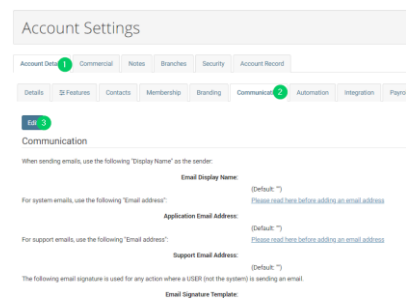 Account Settings
Account Deta 1 Commercial Notes Branches Security Account Record
Details Features Contacts Membership Branding Communicati 2 Automation Integration Payro
Edi 3
Communication
When sending emails, use the following "Display Name" as the sender:
Email Display Name:
(Default: "")
For system emails, use the following "Email address":
Please read here before adding an email address
Application Email Address:
(Default: "")
For support emails, use the following "Email address":
Please read here before adding an email address
Support Email Address:
(Default: "")
The following email signature is used for any action where a USER (not the system) is sending an email.
Email Signature Template: